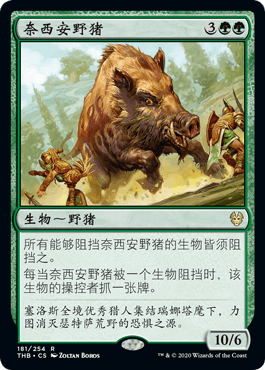 奈西安野猪 3
生物～野猪
所有能够阻挡奈西安野猪的生物皆须阻
挡之。
每当奈西安野猪被一个生物阻挡时，该
生物的操控者抓一张牌。
塞洛斯全境优秀猎人集结瑞娜塔麾下，力
图消灭瑟特萨荒野的恐惧之源。
10/6
181/254 R
THB • CS ZOLTAN BOROS
™ & © 2020 Wizards of the Coast